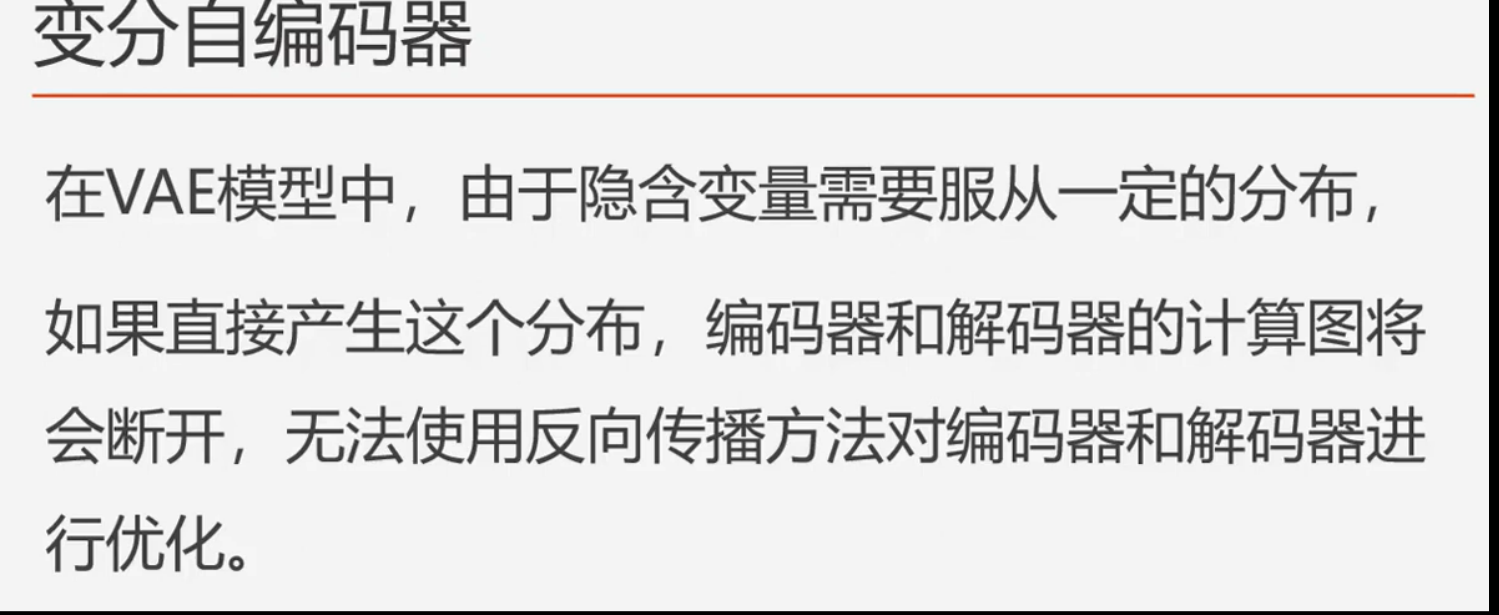 变分自编码器
在VAE模型中，由于隐含变量需要服从一定的分布，
如果直接产生这个分布，编码器和解码器的计算图将
会断开，无法使用反向传播方法对编码器和解码器进
行优化。